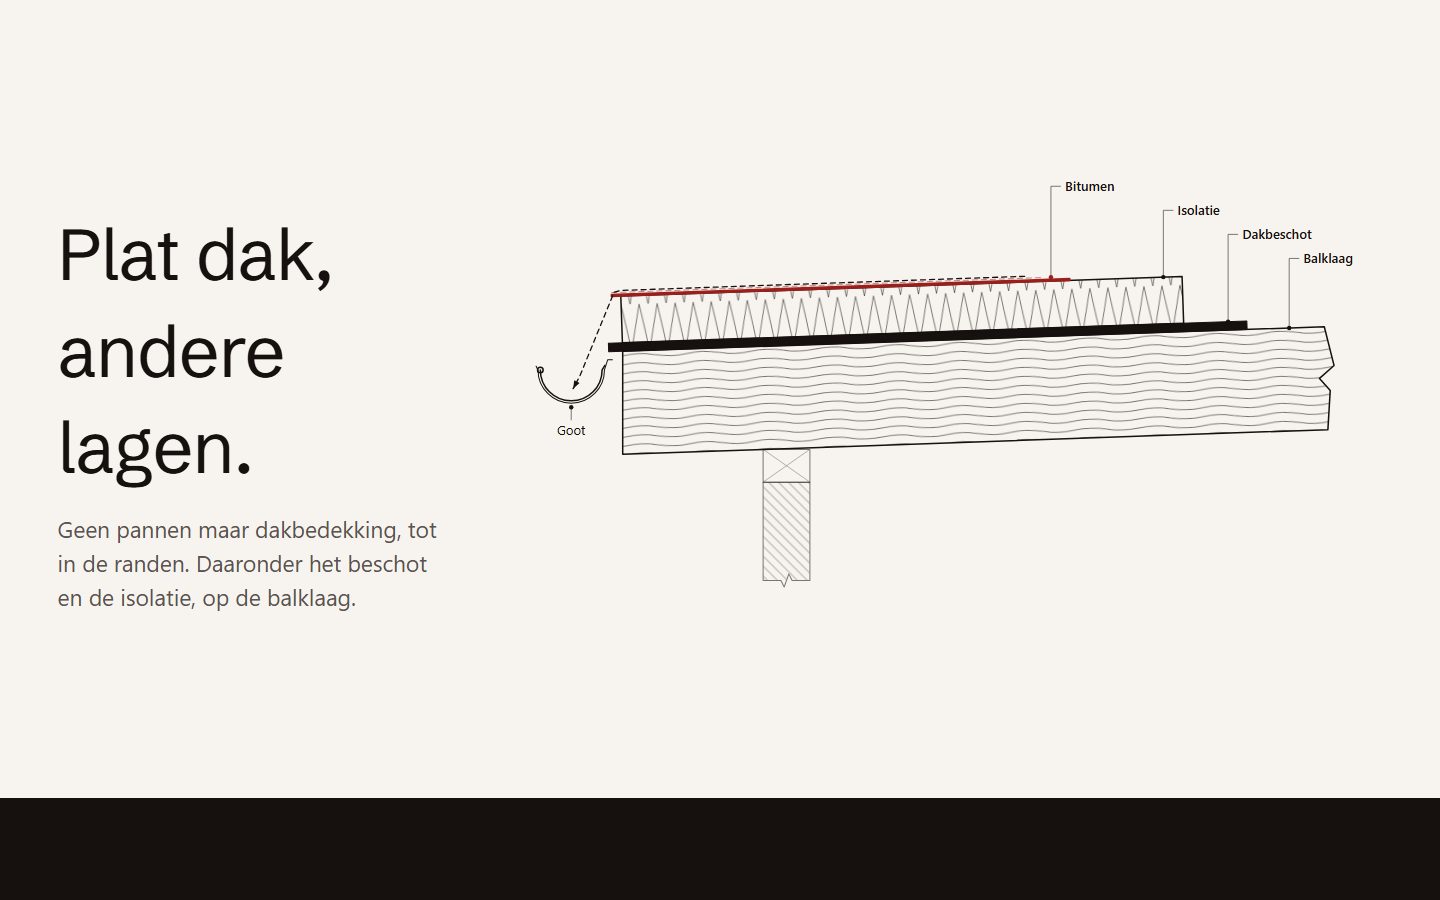 Plat dak,
andere
lagen.
Geen pannen maar dakbedekking, tot
in de randen. Daaronder het beschot
en de isolatie, op de balklaag.
Bitumen
Isolatie
Dakbeschot
Balklaag
Goot